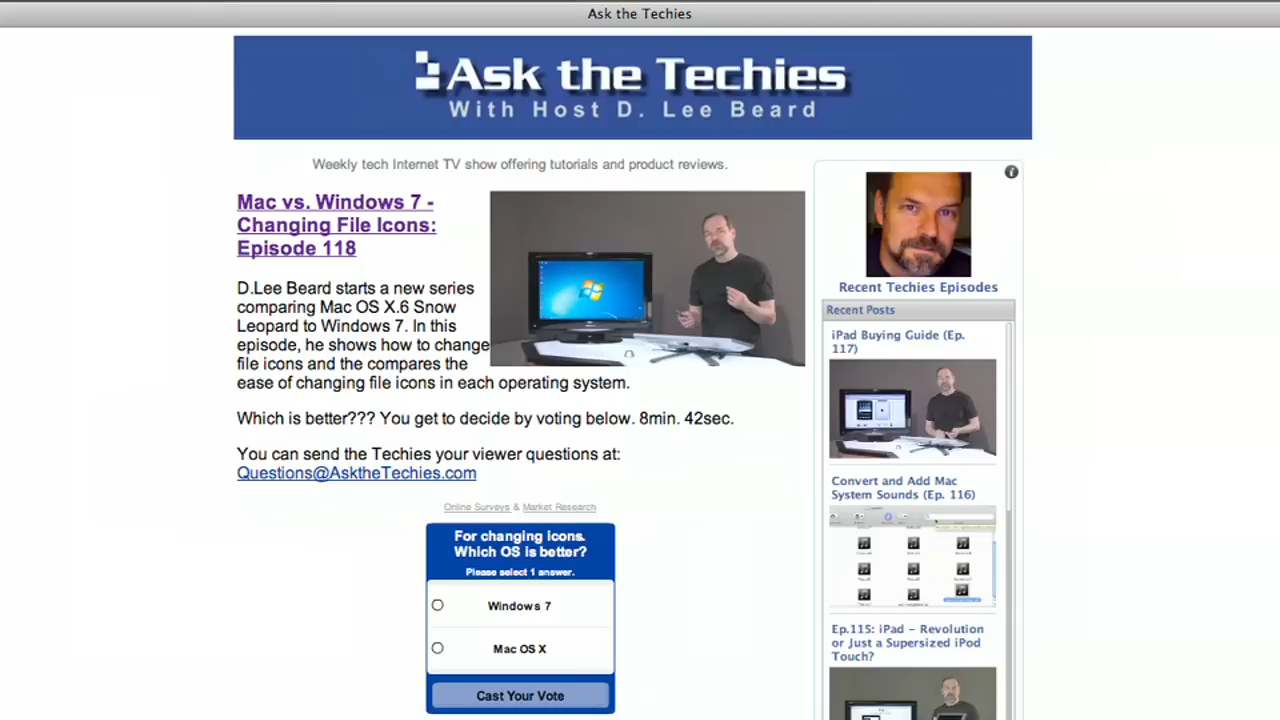 Ask the Techies
Ask the Techies
With Host D. Lee Beard
Weekly tech Internet TV show offering tutorials and product reviews.
Mac vs. Windows 7 -
Changing File Icons:
Episode 118
D.Lee Beard starts a new series
comparing Mac OS X.6 Snow
Leopard to Windows 7. In this
episode, he shows how to change
file icons and the compares the
ease of changing file icons in each operating system.
Which is better??? You get to decide by voting below. 8min. 42sec.
You can send the Techies your viewer questions at:
Questions@AsktheTechies.com
Online Surveys & Market Research
For changing icons.
Which OS is better?
Please select 1 answer.
Windows 7
Mac OS X
Cast Your Vote
Recent Techies Episodes
Recent Posts
iPad Buying Guide (Ep.
117)
Convert and Add Mac
System Sounds (Ep. 116)
Ep.115: iPad - Revolution
or Just a Supersized iPod
Touch?